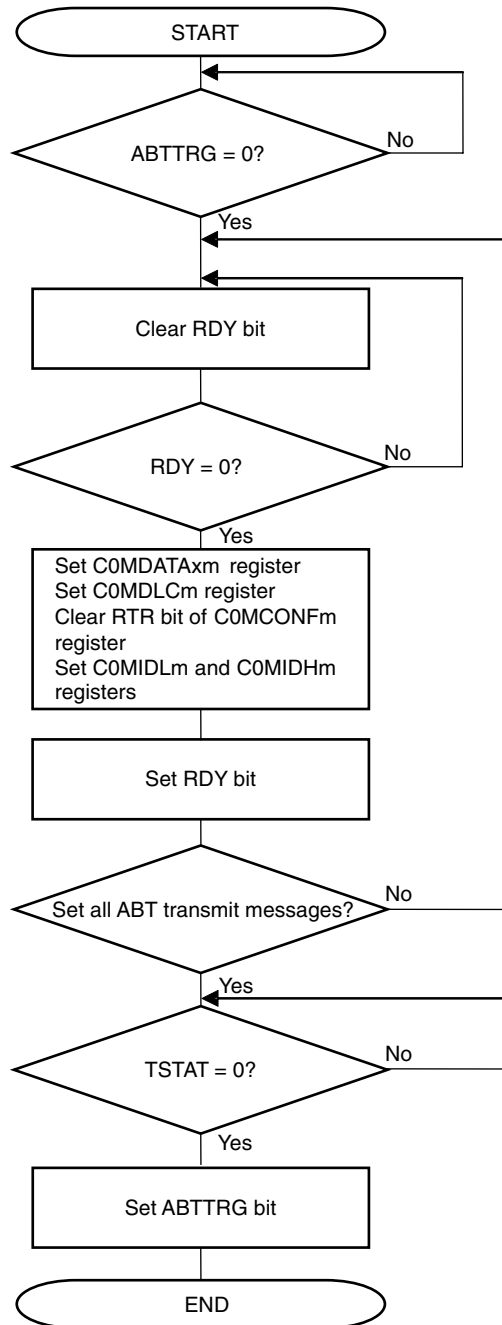 START
ABTTRG = 0?
No
Yes
Clear RDY bit
RDY = 0?
No
Yes
Set C0MDATAxm register
Set C0MDLCm register
Clear RTR bit of C0MCONFm
register
Set C0MIDLm and C0MIDHm
registers
Set RDY bit
Set all ABT transmit messages?
No
Yes
TSTAT = 0?
No
Yes
Set ABTTRG bit
END